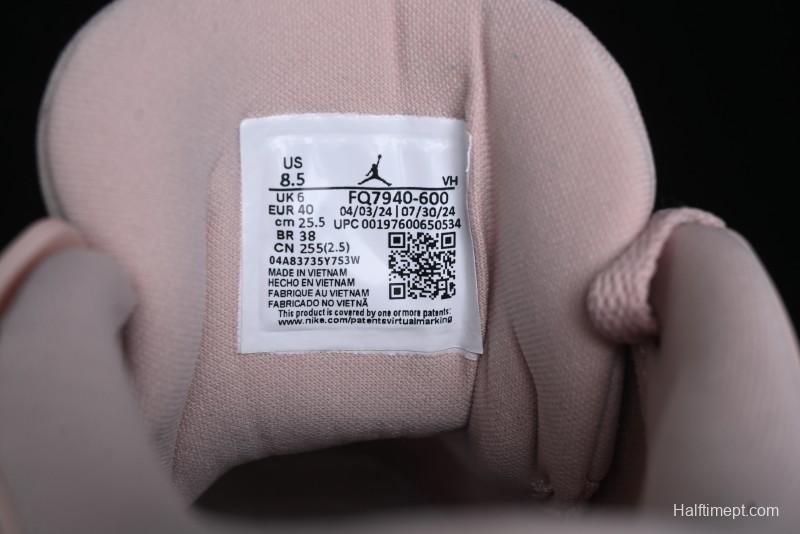 US
8.5 VH
UK 6 FQ7940-600
EUR 40 04/03/24 | 07/30/24
cm 25.5 UPC 00197600650534
BR 38
CN 255(2.5)
04A83735Y7S3W
MADE IN VIETNAM
HECHO EN VIETNAM
FABRIQUE AU VIETNAM
FABRICADO NO VIETNÃ
This product is covered by one or more patents:
www.nike.com/patentsvirtualmarking
Halftimept.com